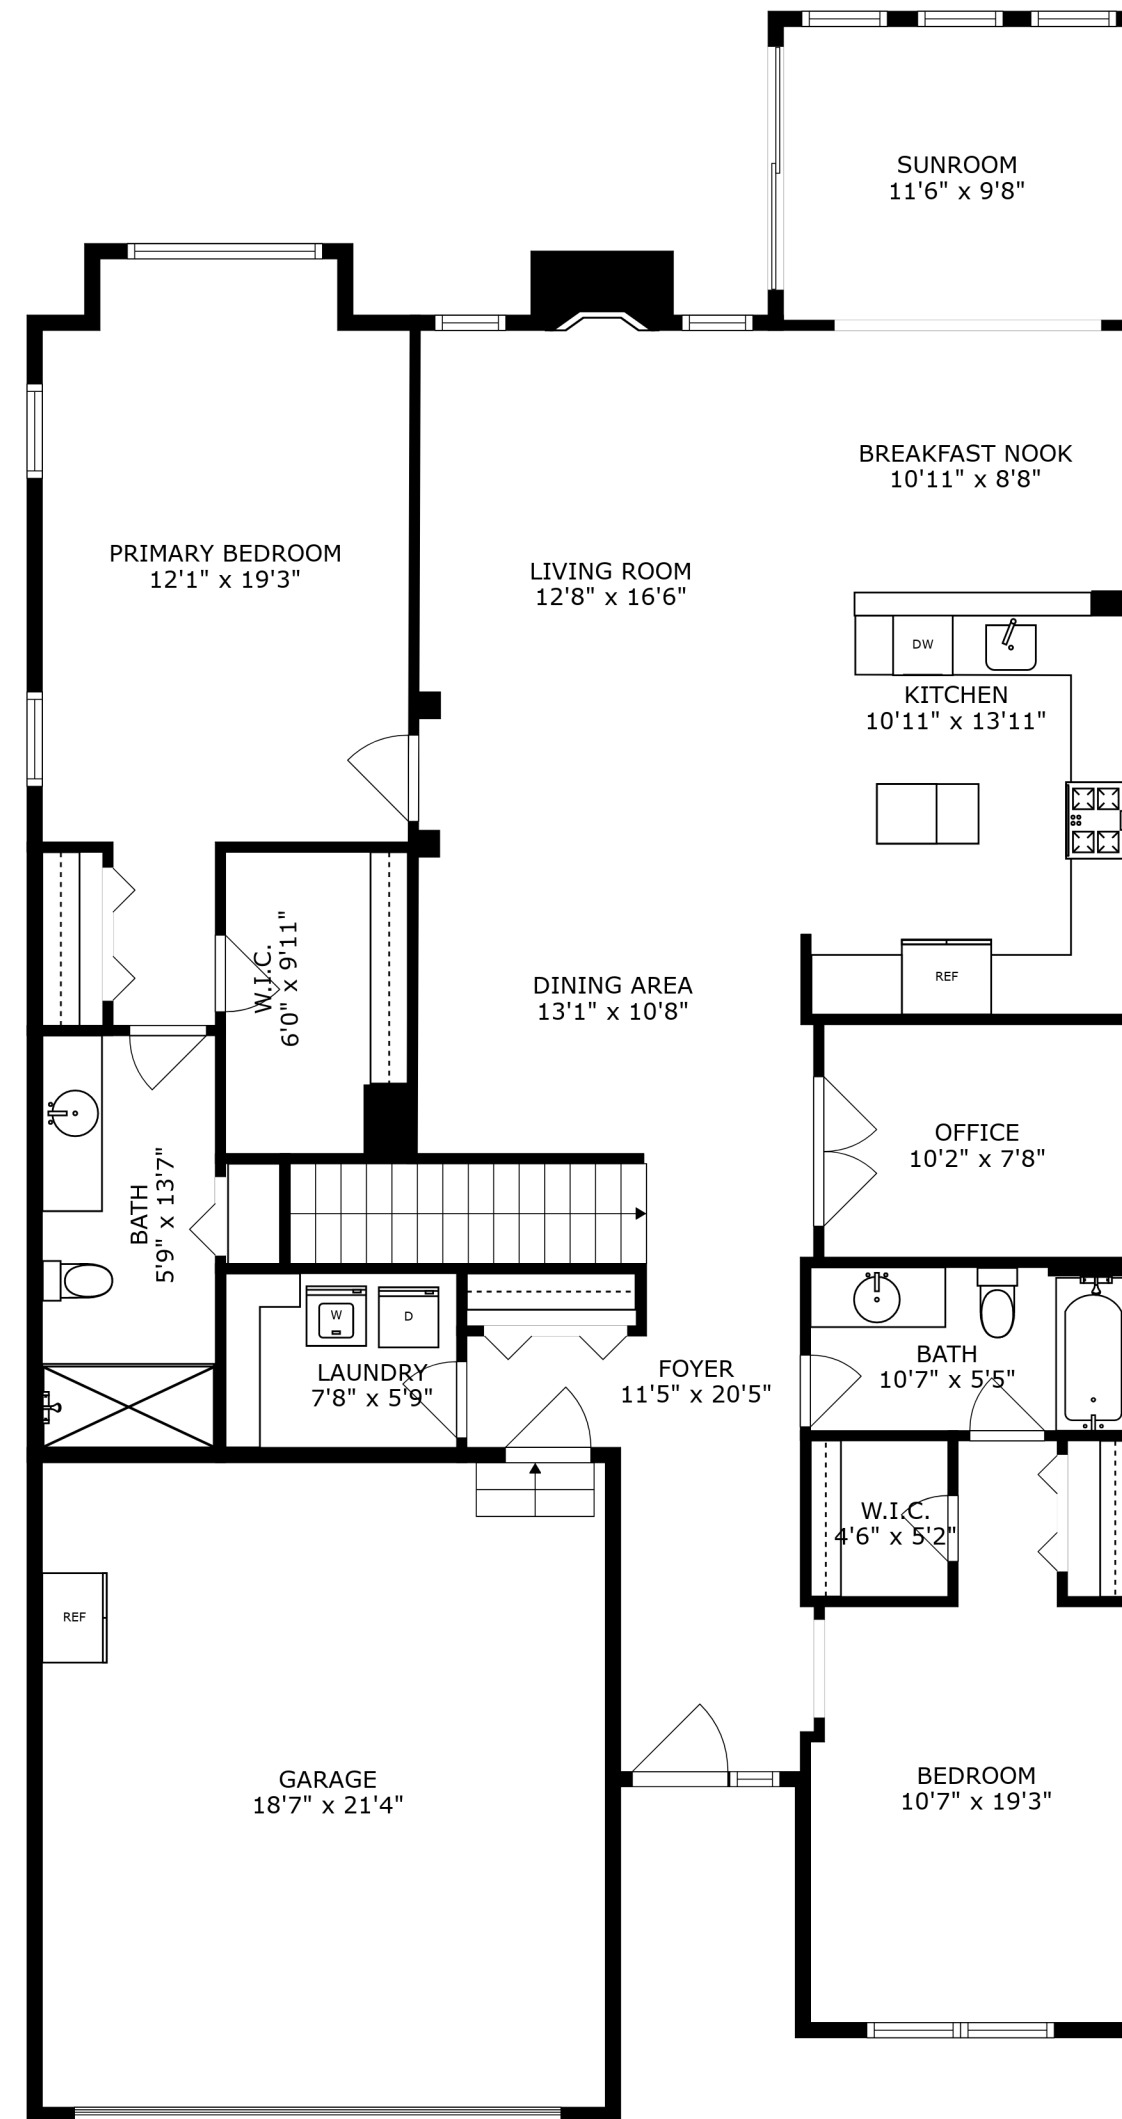 SUNROOM
11'6" x 9'8"
BREAKFAST NOOK
10'11" x 8'8"
PRIMARY BEDROOM
12'1" x 19'3"
LIVING ROOM
12'8" x 16'6"
DW
KITCHEN
10'11" x 13'11"
W.I.C.
6'0" x 9'11"
DINING AREA
13'1" x 10'8"
REF
OFFICE
10'2" x 7'8"
BATH
5'9" x 13'7"
W
D
LAUNDRY
7'8" x 5'9"
FOYER
11'5" x 20'5"
BATH
10'7" x 5'5"
W.I.C.
4'6" x 5'2"
REF
GARAGE
18'7" x 21'4"
BEDROOM
10'7" x 19'3"